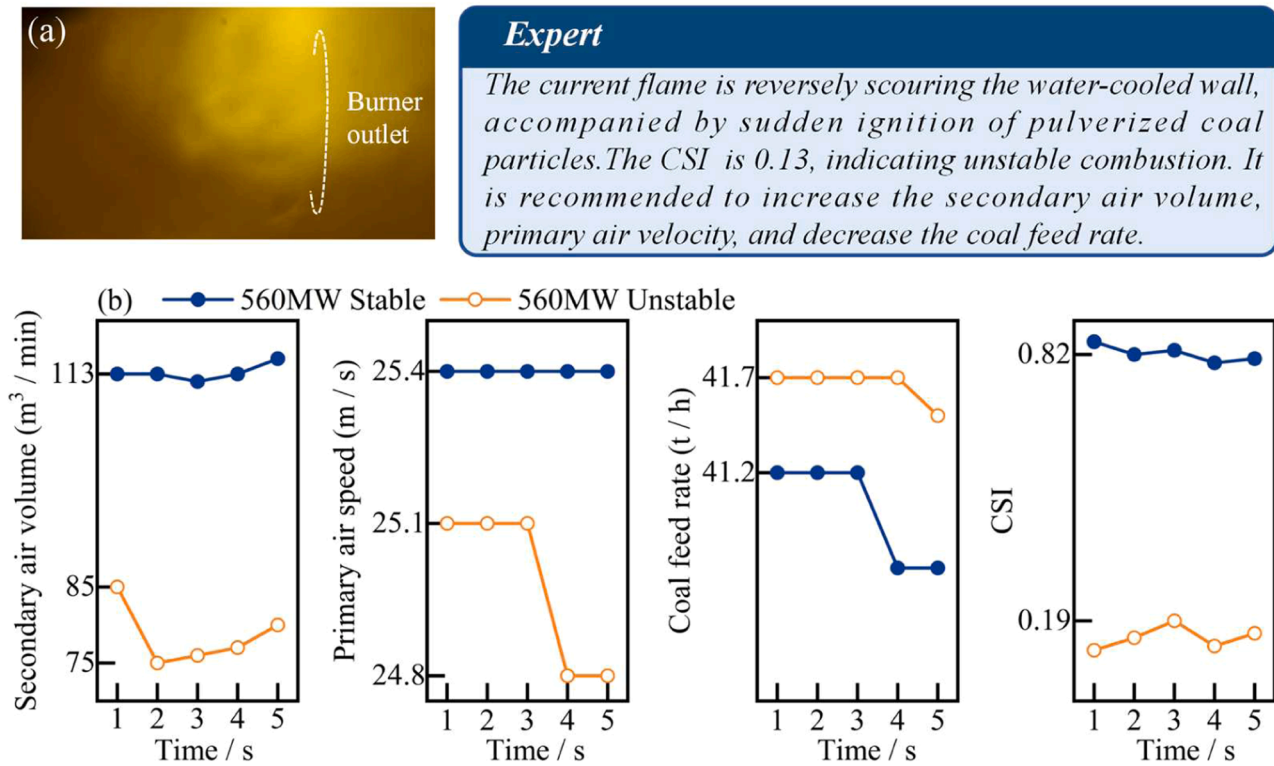 (a)
Burner
outlet
Expert
The current flame is reversely scouring the water-cooled wall,
accompanied by sudden ignition of pulverized coal
particles.The CSI is 0.13, indicating unstable combustion. It
is recommended to increase the secondary air volume,
primary air velocity, and decrease the coal feed rate.
(b)
560MW Stable
560MW Unstable
Secondary air volume (m³ / min)
113
85
75
1 2 3 4 5
Time / s
Primary air speed (m / s)
25.4
25.1
24.8
1 2 3 4 5
Time / s
Coal feed rate (t / h)
41.7
41.2
1 2 3 4 5
Time / s
CSI
0.82
0.19
1 2 3 4 5
Time / s